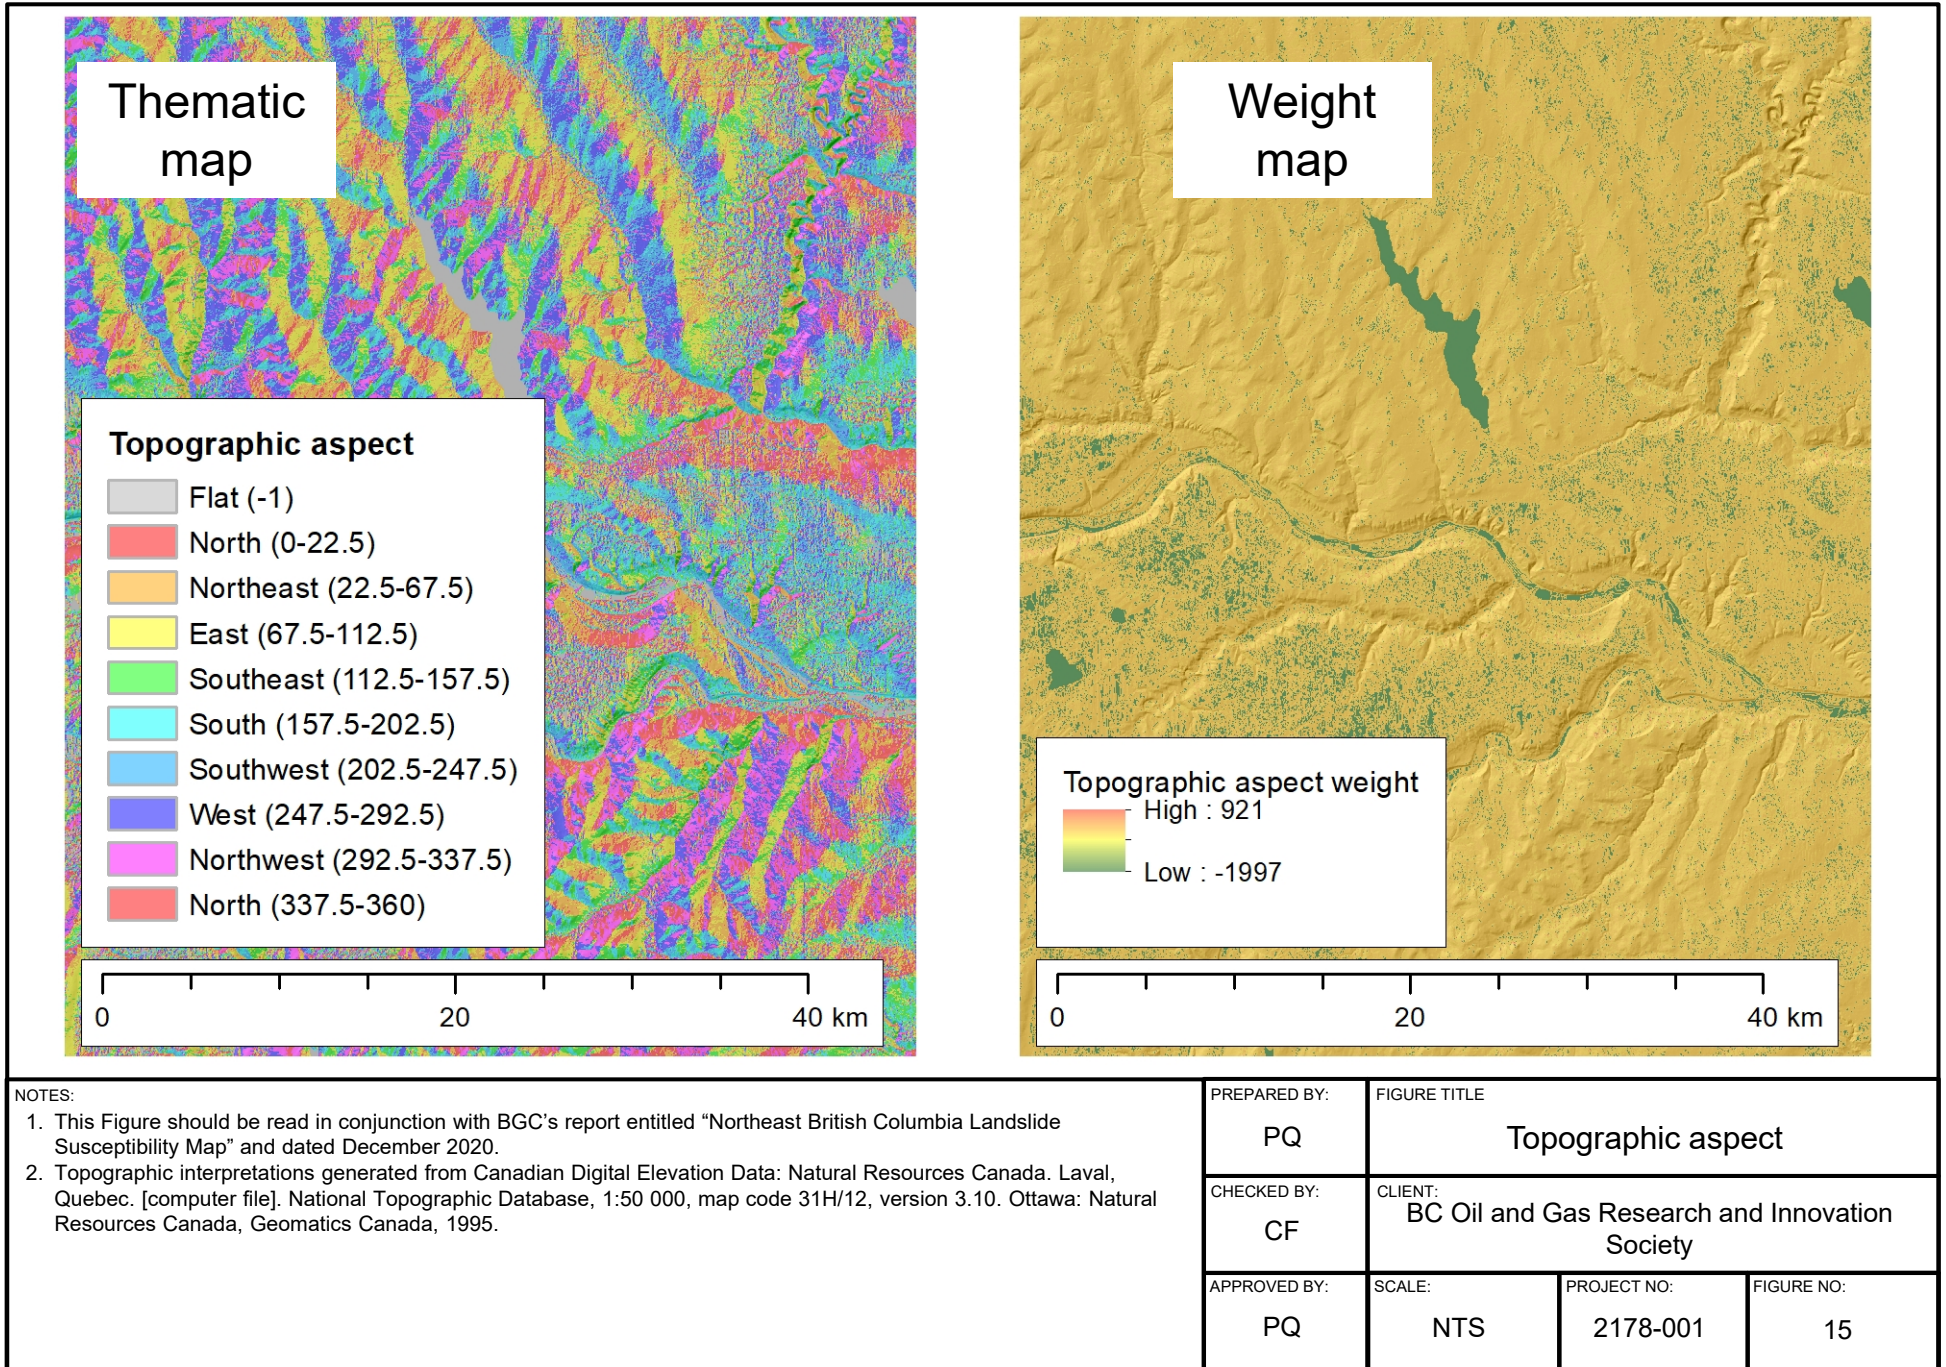 Thematic
map
Topographic aspect
Flat (-1)
North (0-22.5)
Northeast (22.5-67.5)
East (67.5-112.5)
Southeast (112.5-157.5)
South (157.5-202.5)
Southwest (202.5-247.5)
West (247.5-292.5)
Northwest (292.5-337.5)
North (337.5-360)
0 20 40 km
Weight
map
Topographic aspect weight
High : 921
Low : -1997
0 20 40 km
NOTES:
1. This Figure should be read in conjunction with BGC’s report entitled “Northeast British Columbia Landslide
Susceptibility Map” and dated December 2020.
2. Topographic interpretations generated from Canadian Digital Elevation Data: Natural Resources Canada. Laval,
Quebec. [computer file]. National Topographic Database, 1:50 000, map code 31H/12, version 3.10. Ottawa: Natural
Resources Canada, Geomatics Canada, 1995.
PREPARED BY:
PQ
FIGURE TITLE
Topographic aspect
CHECKED BY:
CF
CLIENT:
BC Oil and Gas Research and Innovation
Society
APPROVED BY:
PQ
SCALE:
NTS
PROJECT NO:
2178-001
FIGURE NO:
15